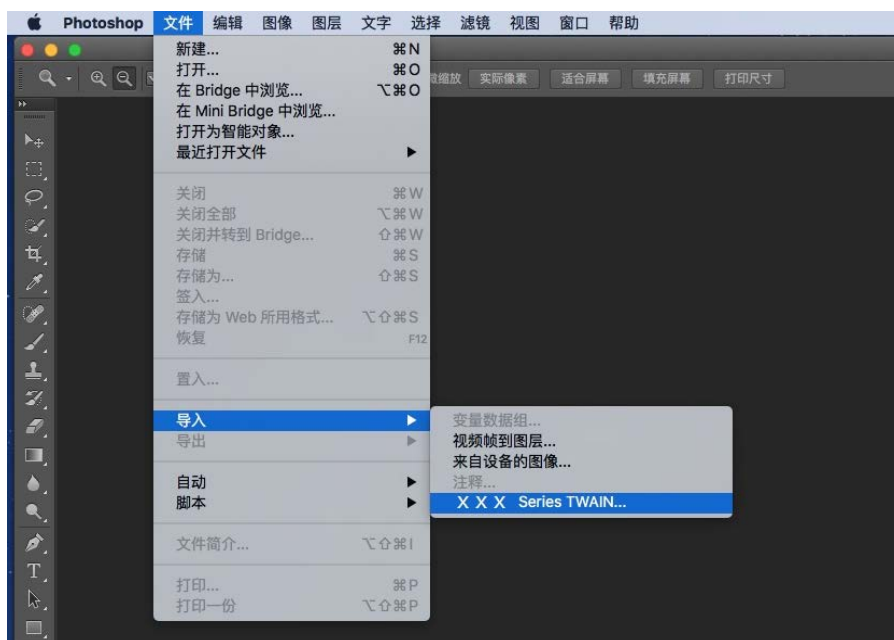 Photoshop 文件 编辑 图像 图层 文字 选择 滤镜 视图 窗口 帮助
新建... ⌘N
打开... ⌘O
在 Bridge 中浏览... ⌥⌘O
在 Mini Bridge 中浏览...
打开为智能对象...
最近打开文件 ▶
缩放 实际像素 适合屏幕 填充屏幕 打印尺寸
关闭 ⌘W
关闭全部 ⌥⌘W
关闭并转到 Bridge... ⇧⌘W
存储 ⌘S
存储为... ⇧⌘S
签入...
存储为 Web 所用格式... ⌥⇧⌘S
恢复 F12
置入...
导入 ▶
导出 ▶
变量数据组...
视频帧到图层...
来自设备的图像...
注释...
X X X Series TWAIN...
自动 ▶
脚本 ▶
文件简介... ⌥⇧⌘I
打印... ⌘P
打印一份 ⌥⇧⌘P